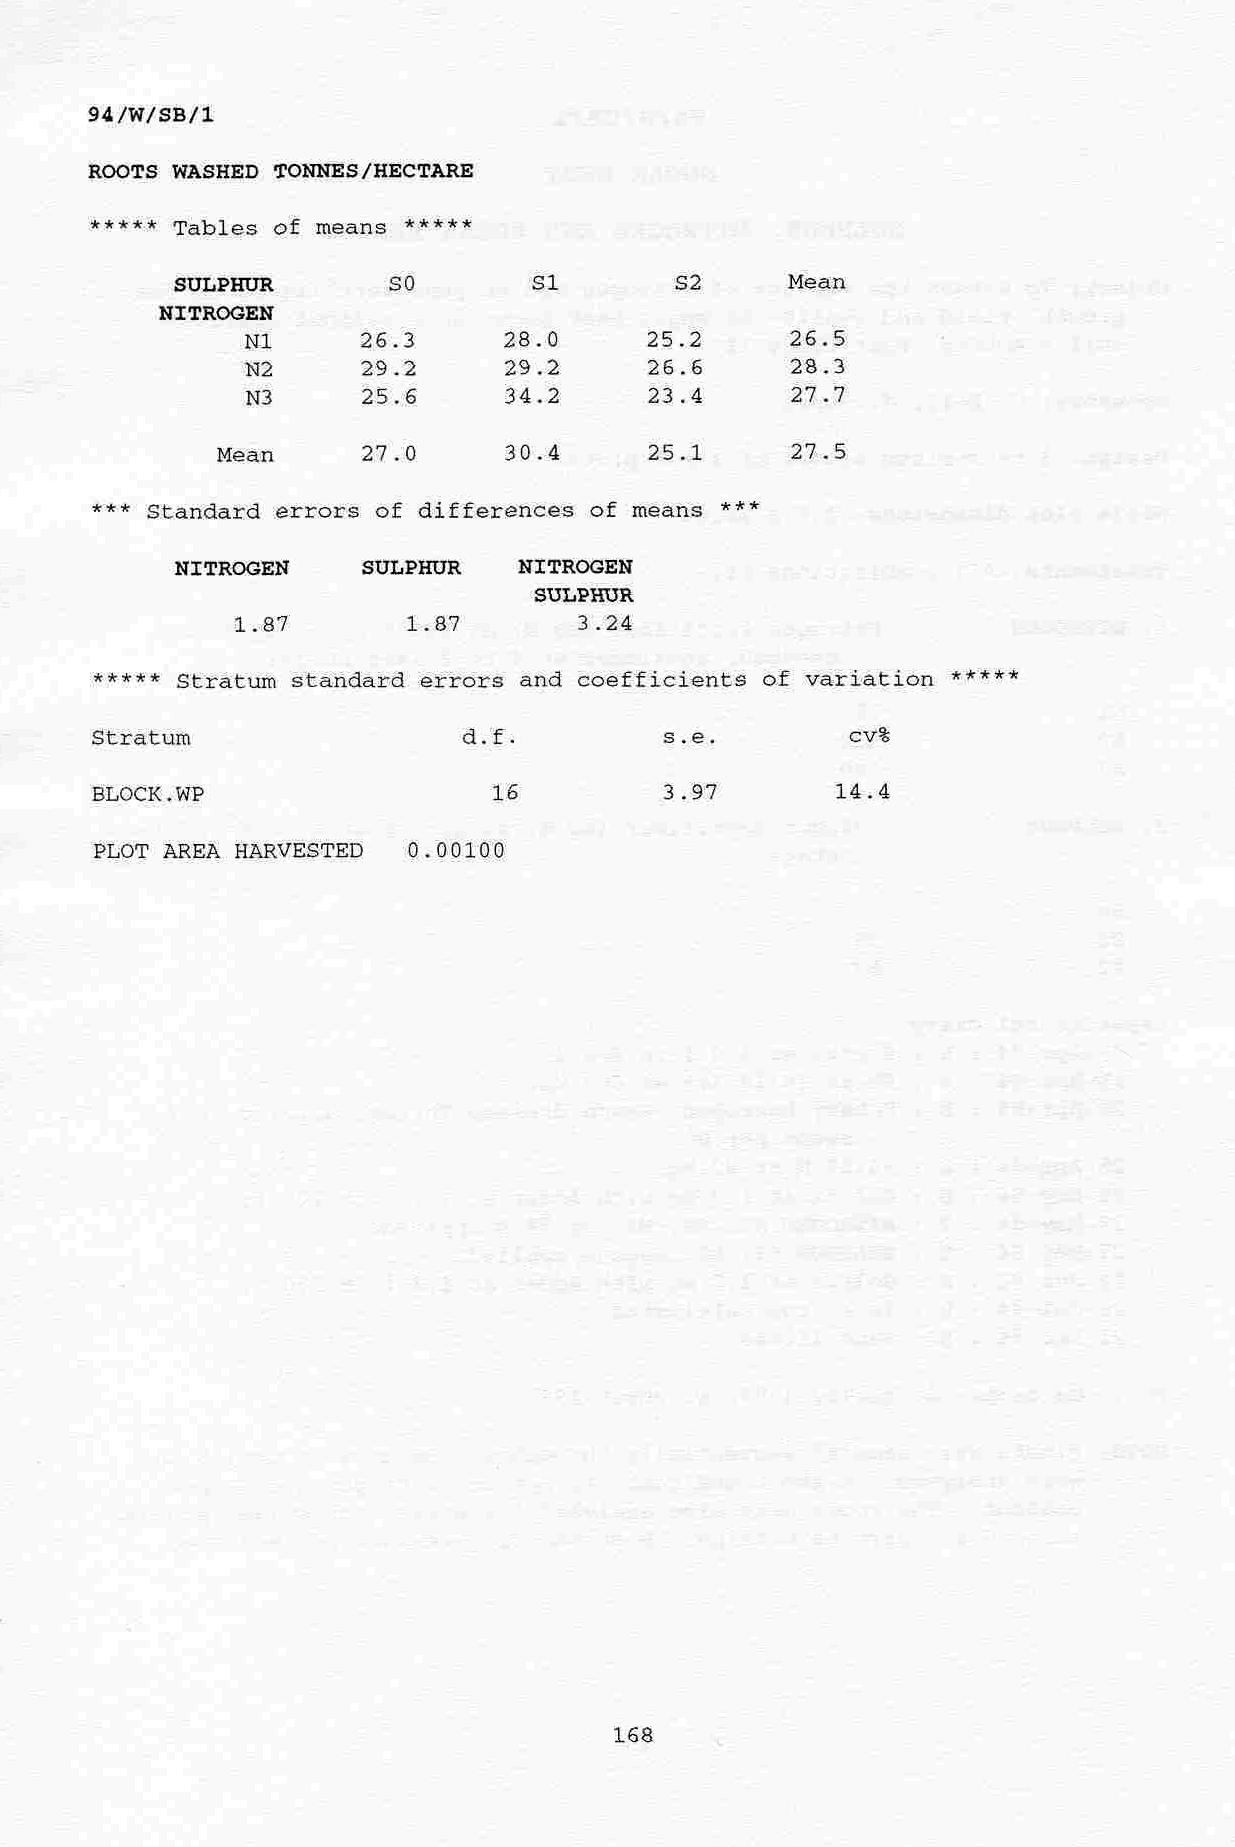 94/W/SB/1
ROOTS WASHED TONNES/HECTARE
***** Tables of means *****
SULPHUR S0 S1 S2 Mean
NITROGEN
N1 26.3 28.0 25.2 26.5
N2 29.2 29.2 26.6 28.3
N3 25.6 34.2 23.4 27.7
Mean 27.0 30.4 25.1 27.5
*** Standard errors of differences of means ***
NITROGEN SULPHUR NITROGEN
SULPHUR
1.87 1.87 3.24
***** Stratum standard errors and coefficients of variation *****
Stratum d.f. s.e. cv%
BLOCK.WP 16 3.97 14.4
PLOT AREA HARVESTED 0.00100
168